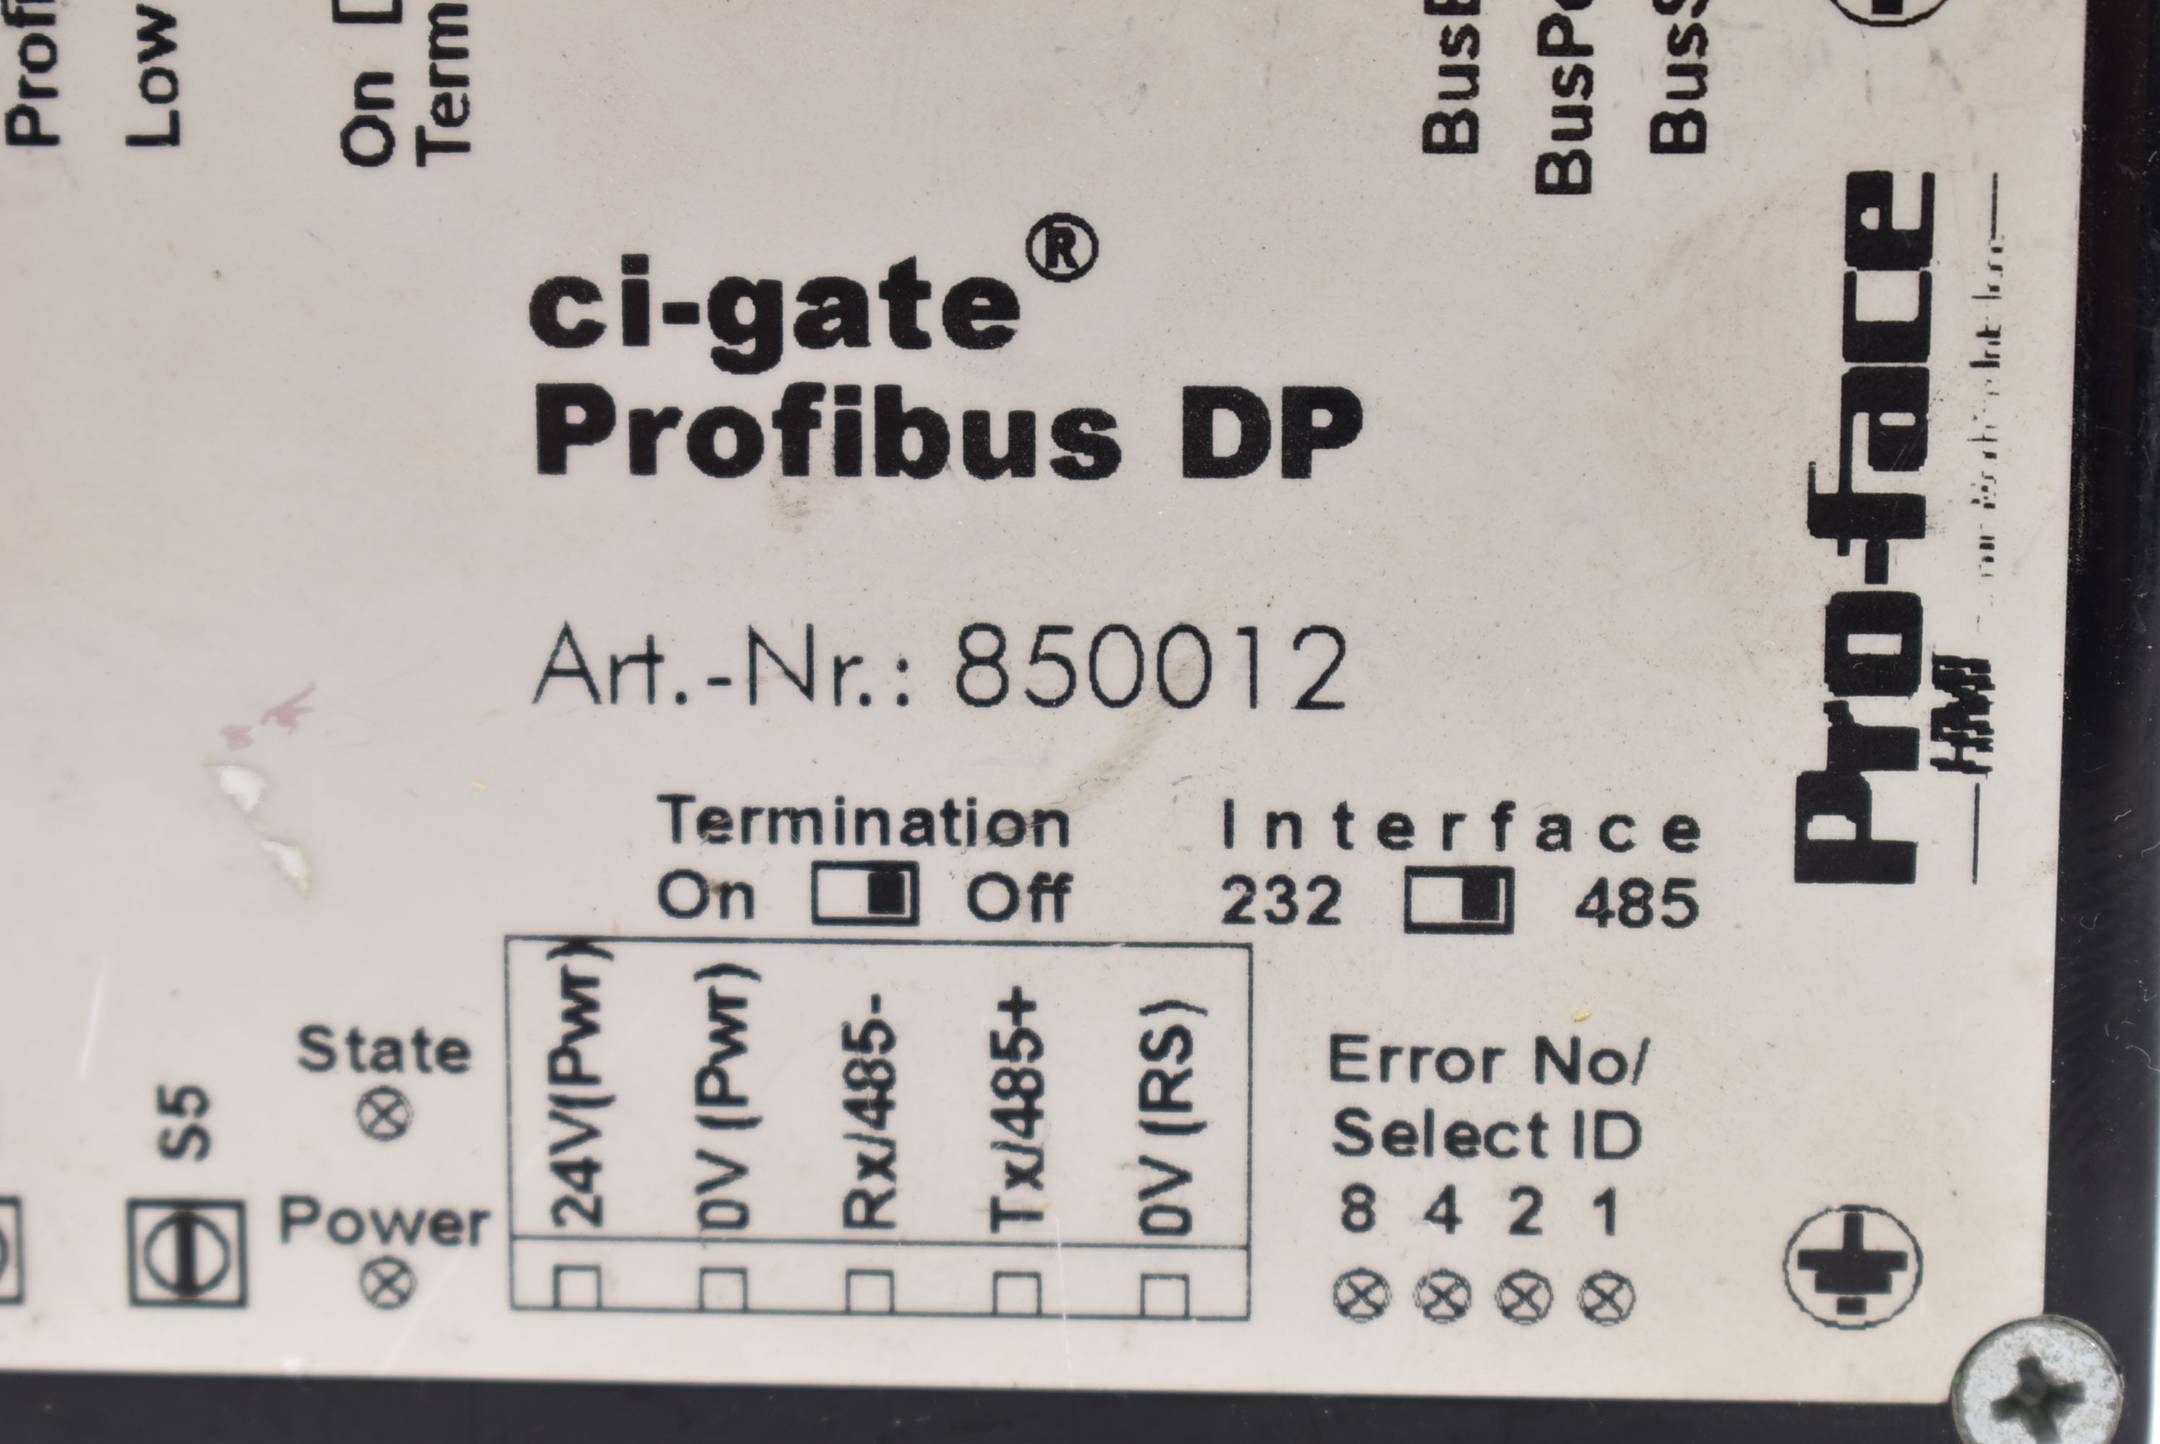 Low
On
Term
ci-gate®
Profibus DP
Art.-Nr.: 850012
Termination
On Off
Interface
232 485
State
Power
S5
24V(Pwr)
0V (Pwr)
Rx/485-
Tx/485+
0V (RS)
Error No/
Select ID
8 4 2 1
Pro-face
HMI